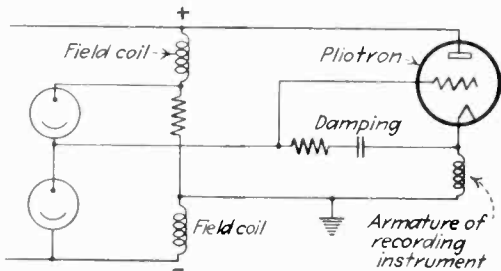 +
Field coil
Pliotron
Damping
Field coil
Armature of
recording
instrument
-